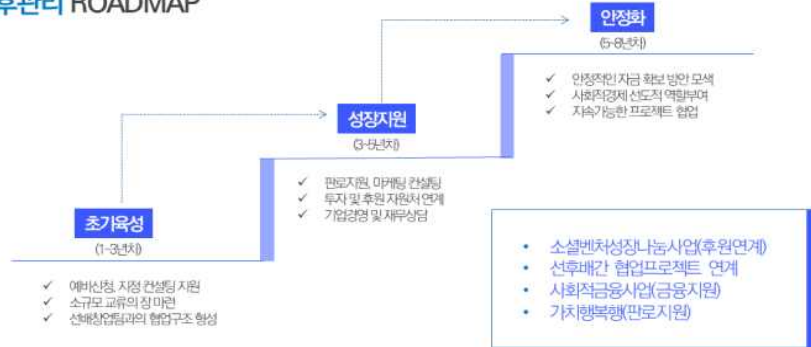 후관리 ROADMAP
안정화
(5-8년차)
✓ 안정적인 자금 확보 방안 모색
✓ 사회적경제 선도적 역할부여
✓ 지속가능한 프로젝트 협업
성장지원
(3-5년차)
✓ 판로지원, 마케팅 컨설팅
✓ 투자 및 후원 자원처 연계
✓ 기업경영 및 재무상담
초기육성
(1-3년차)
✓ 예비신청, 지정 컨설팅 지원
✓ 소규모 교류의 장 마련
✓ 선배창업팀과의 협업구조 형성
• 소셜벤처성장나눔사업(후원연계)
• 선후배간 협업프로젝트 연계
• 사회적금융사업(금융지원)
• 가치행복행(판로지원)